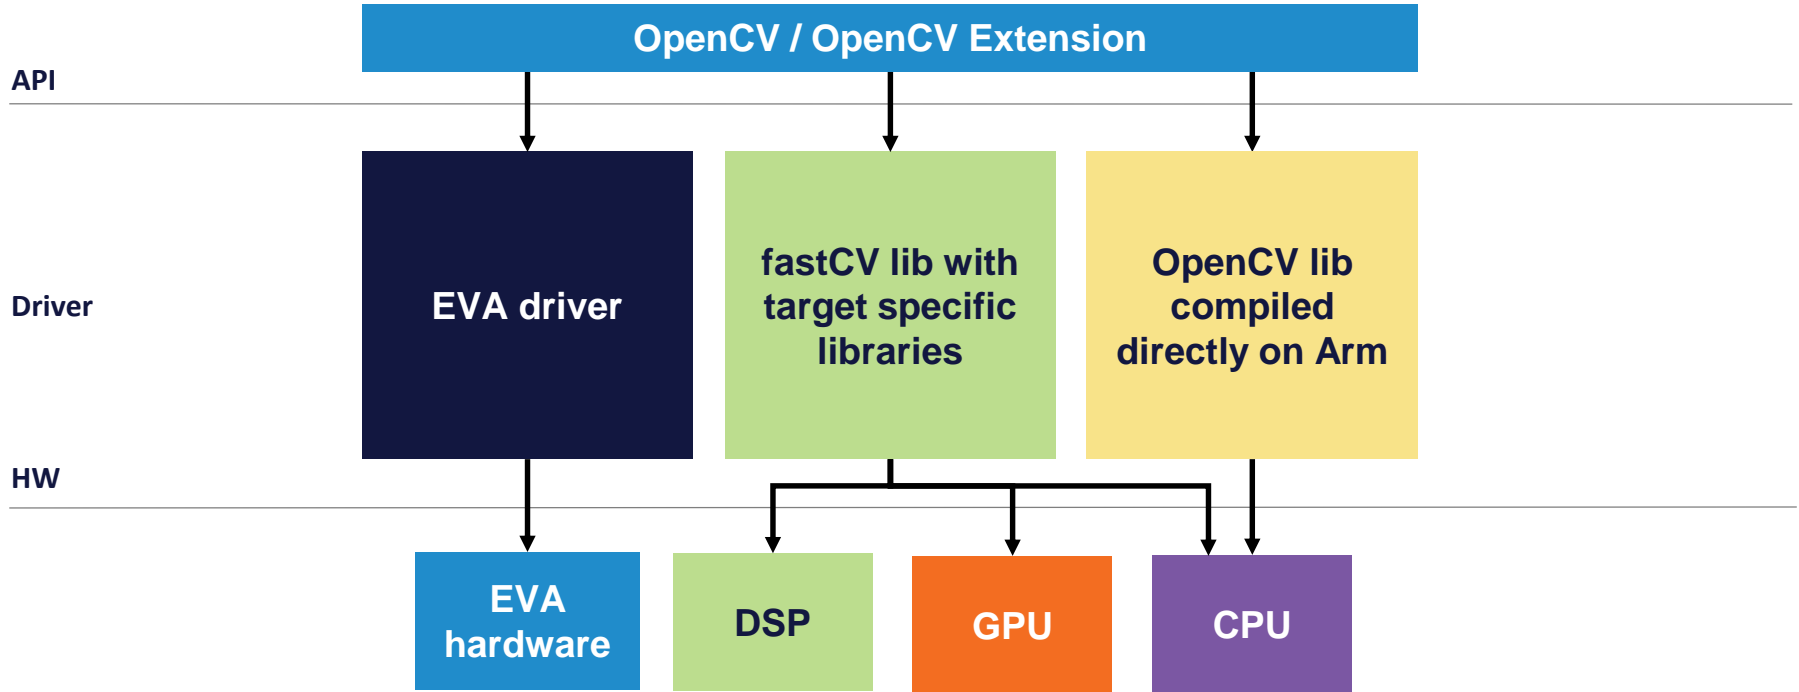 OpenCV / OpenCV Extension
API
Driver
EVA driver
fastCV lib with
target specific
libraries
OpenCV lib
compiled
directly on Arm
HW
EVA
hardware
DSP
GPU
CPU